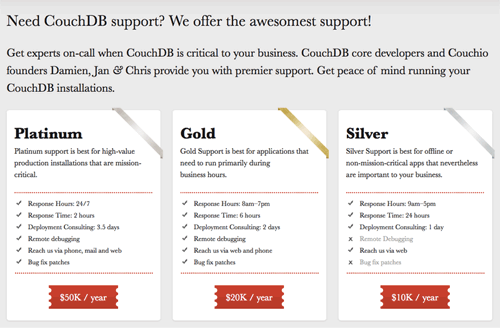 Need CouchDB support? We offer the awesomest support!
Get experts on-call when CouchDB is critical to your business. CouchDB core developers and Couchio
founders Damien, Jan & Chris provide you with premier support. Get peace of mind running your
CouchDB installations.
Platinum
Platinum support is best for high-value
production installations that are mission-
critical.
Response Hours: 24/7
Response Time: 2 hours
Deployment Consulting: 3.5 days
Remote debugging
Reach us via phone, mail and web
Bug fix patches
$50K / year
Gold
Gold Support is best for applications that
need to run primarily during
business hours.
Response Hours: 8am-7pm
Response Time: 6 hours
Deployment Consulting: 2 days
Remote debugging
Reach us via web and phone
Bug fix patches
$20K / year
Silver
Silver Support is best for offline or
non-mission-critical apps that nevertheless
are important to your business.
Response Hours: 9am-5pm
Response Time: 24 hours
Deployment Consulting: 1 day
Remote Debugging
Reach us via web
Bug fix patches
$10K / year